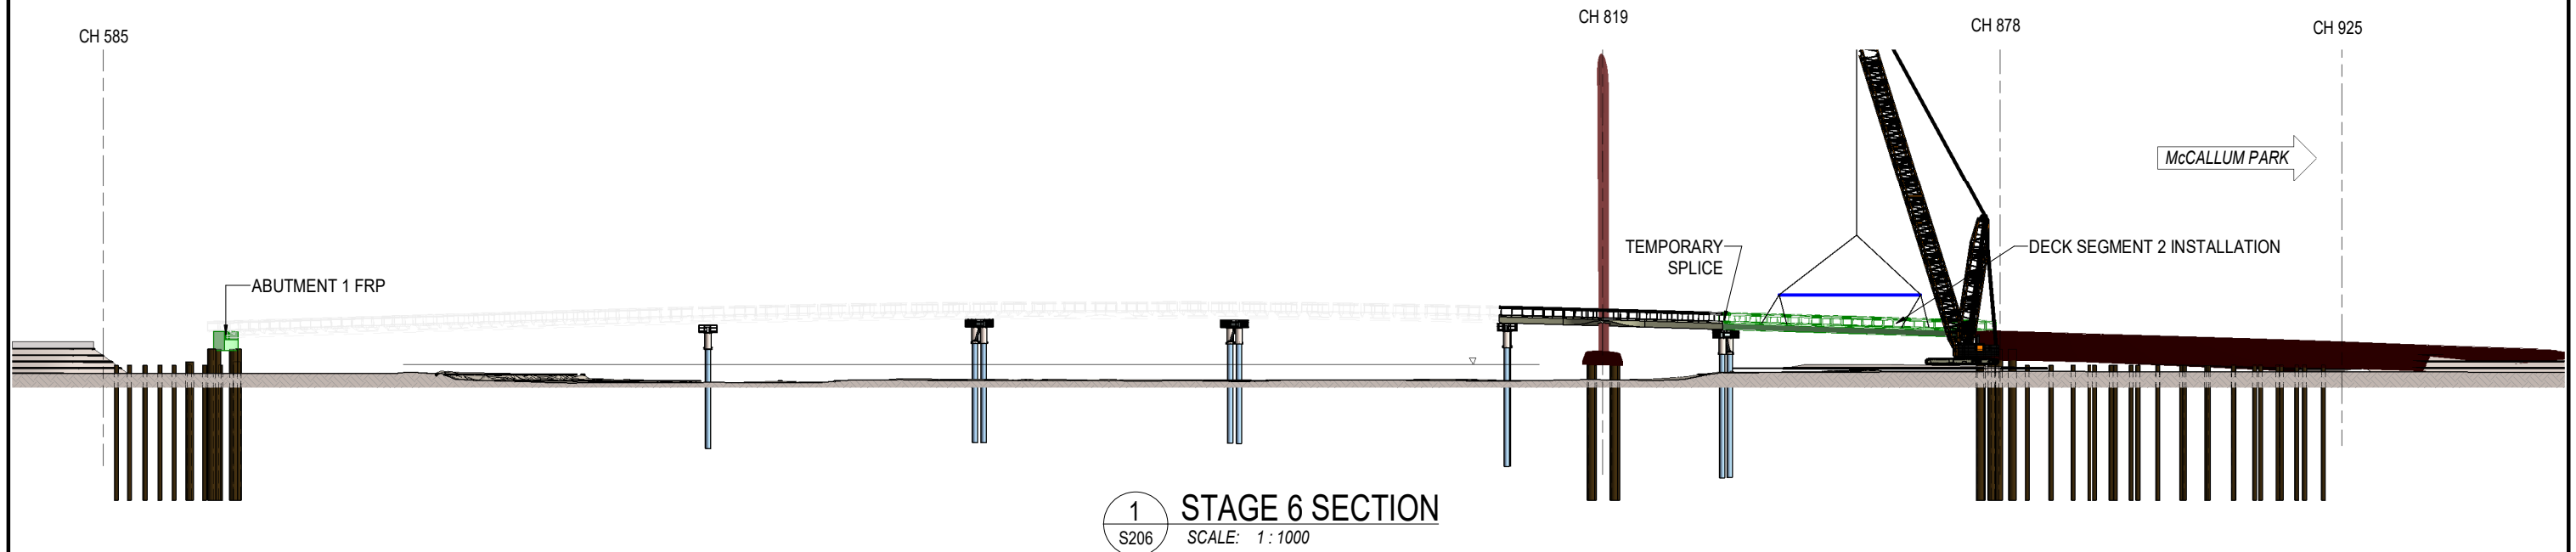 CH 585
CH 819
CH 878
CH 925
McCALLUM PARK
TEMPORARY
SPLICE
DECK SEGMENT 2 INSTALLATION
ABUTMENT 1 FRP
1
S206
STAGE 6 SECTION
SCALE: 1 : 1000